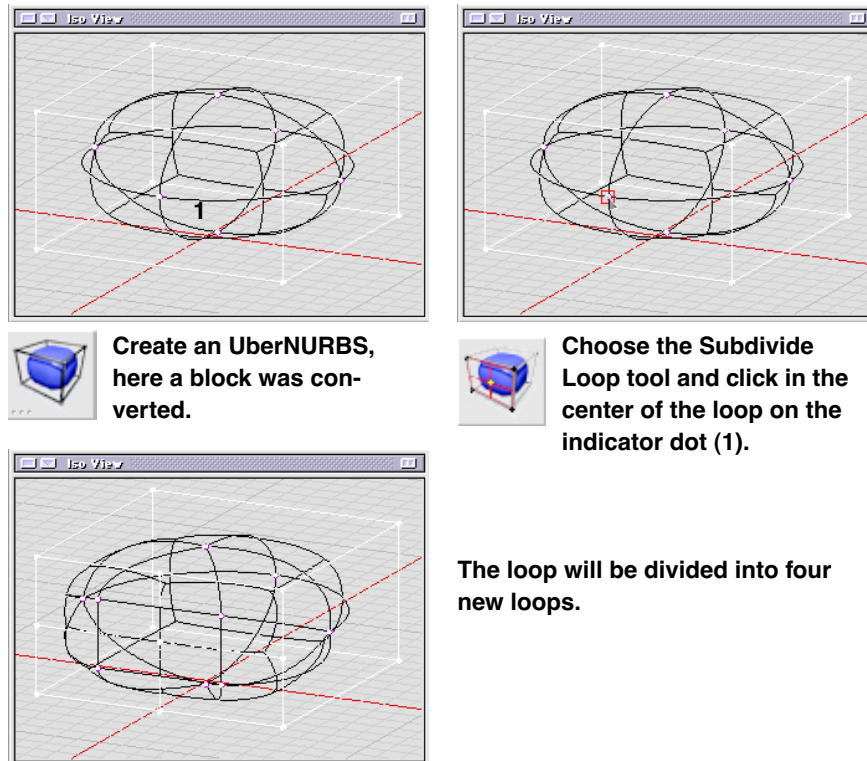 Iso View
Iso View
1
Create an UberNURBS,
here a block was con-
verted.
Choose the Subdivide
Loop tool and click in the
center of the loop on the
indicator dot (1).
Iso View
The loop will be divided into four
new loops.